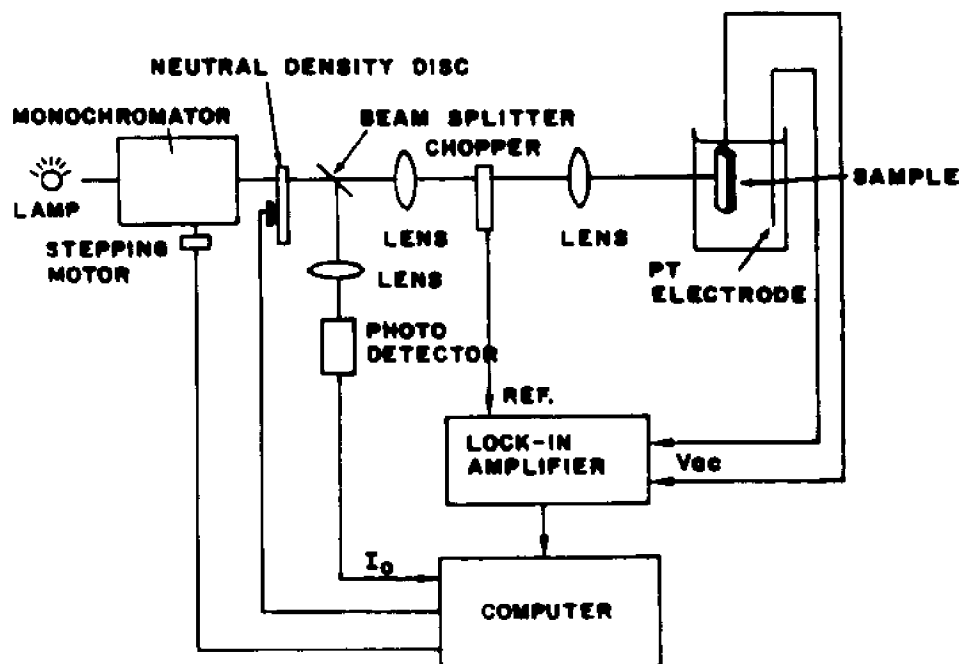 NEUTRAL DENSITY DISC
MONOCHROMATOR
BEAM SPLITTER
CHOPPER
LAMP
SAMPLE
STEPPING
MOTOR
LENS
LENS
LENS
PT
ELECTRODE
PHOTO
DETECTOR
REF.
LOCK-IN
AMPLIFIER
Vac
I₀
COMPUTER